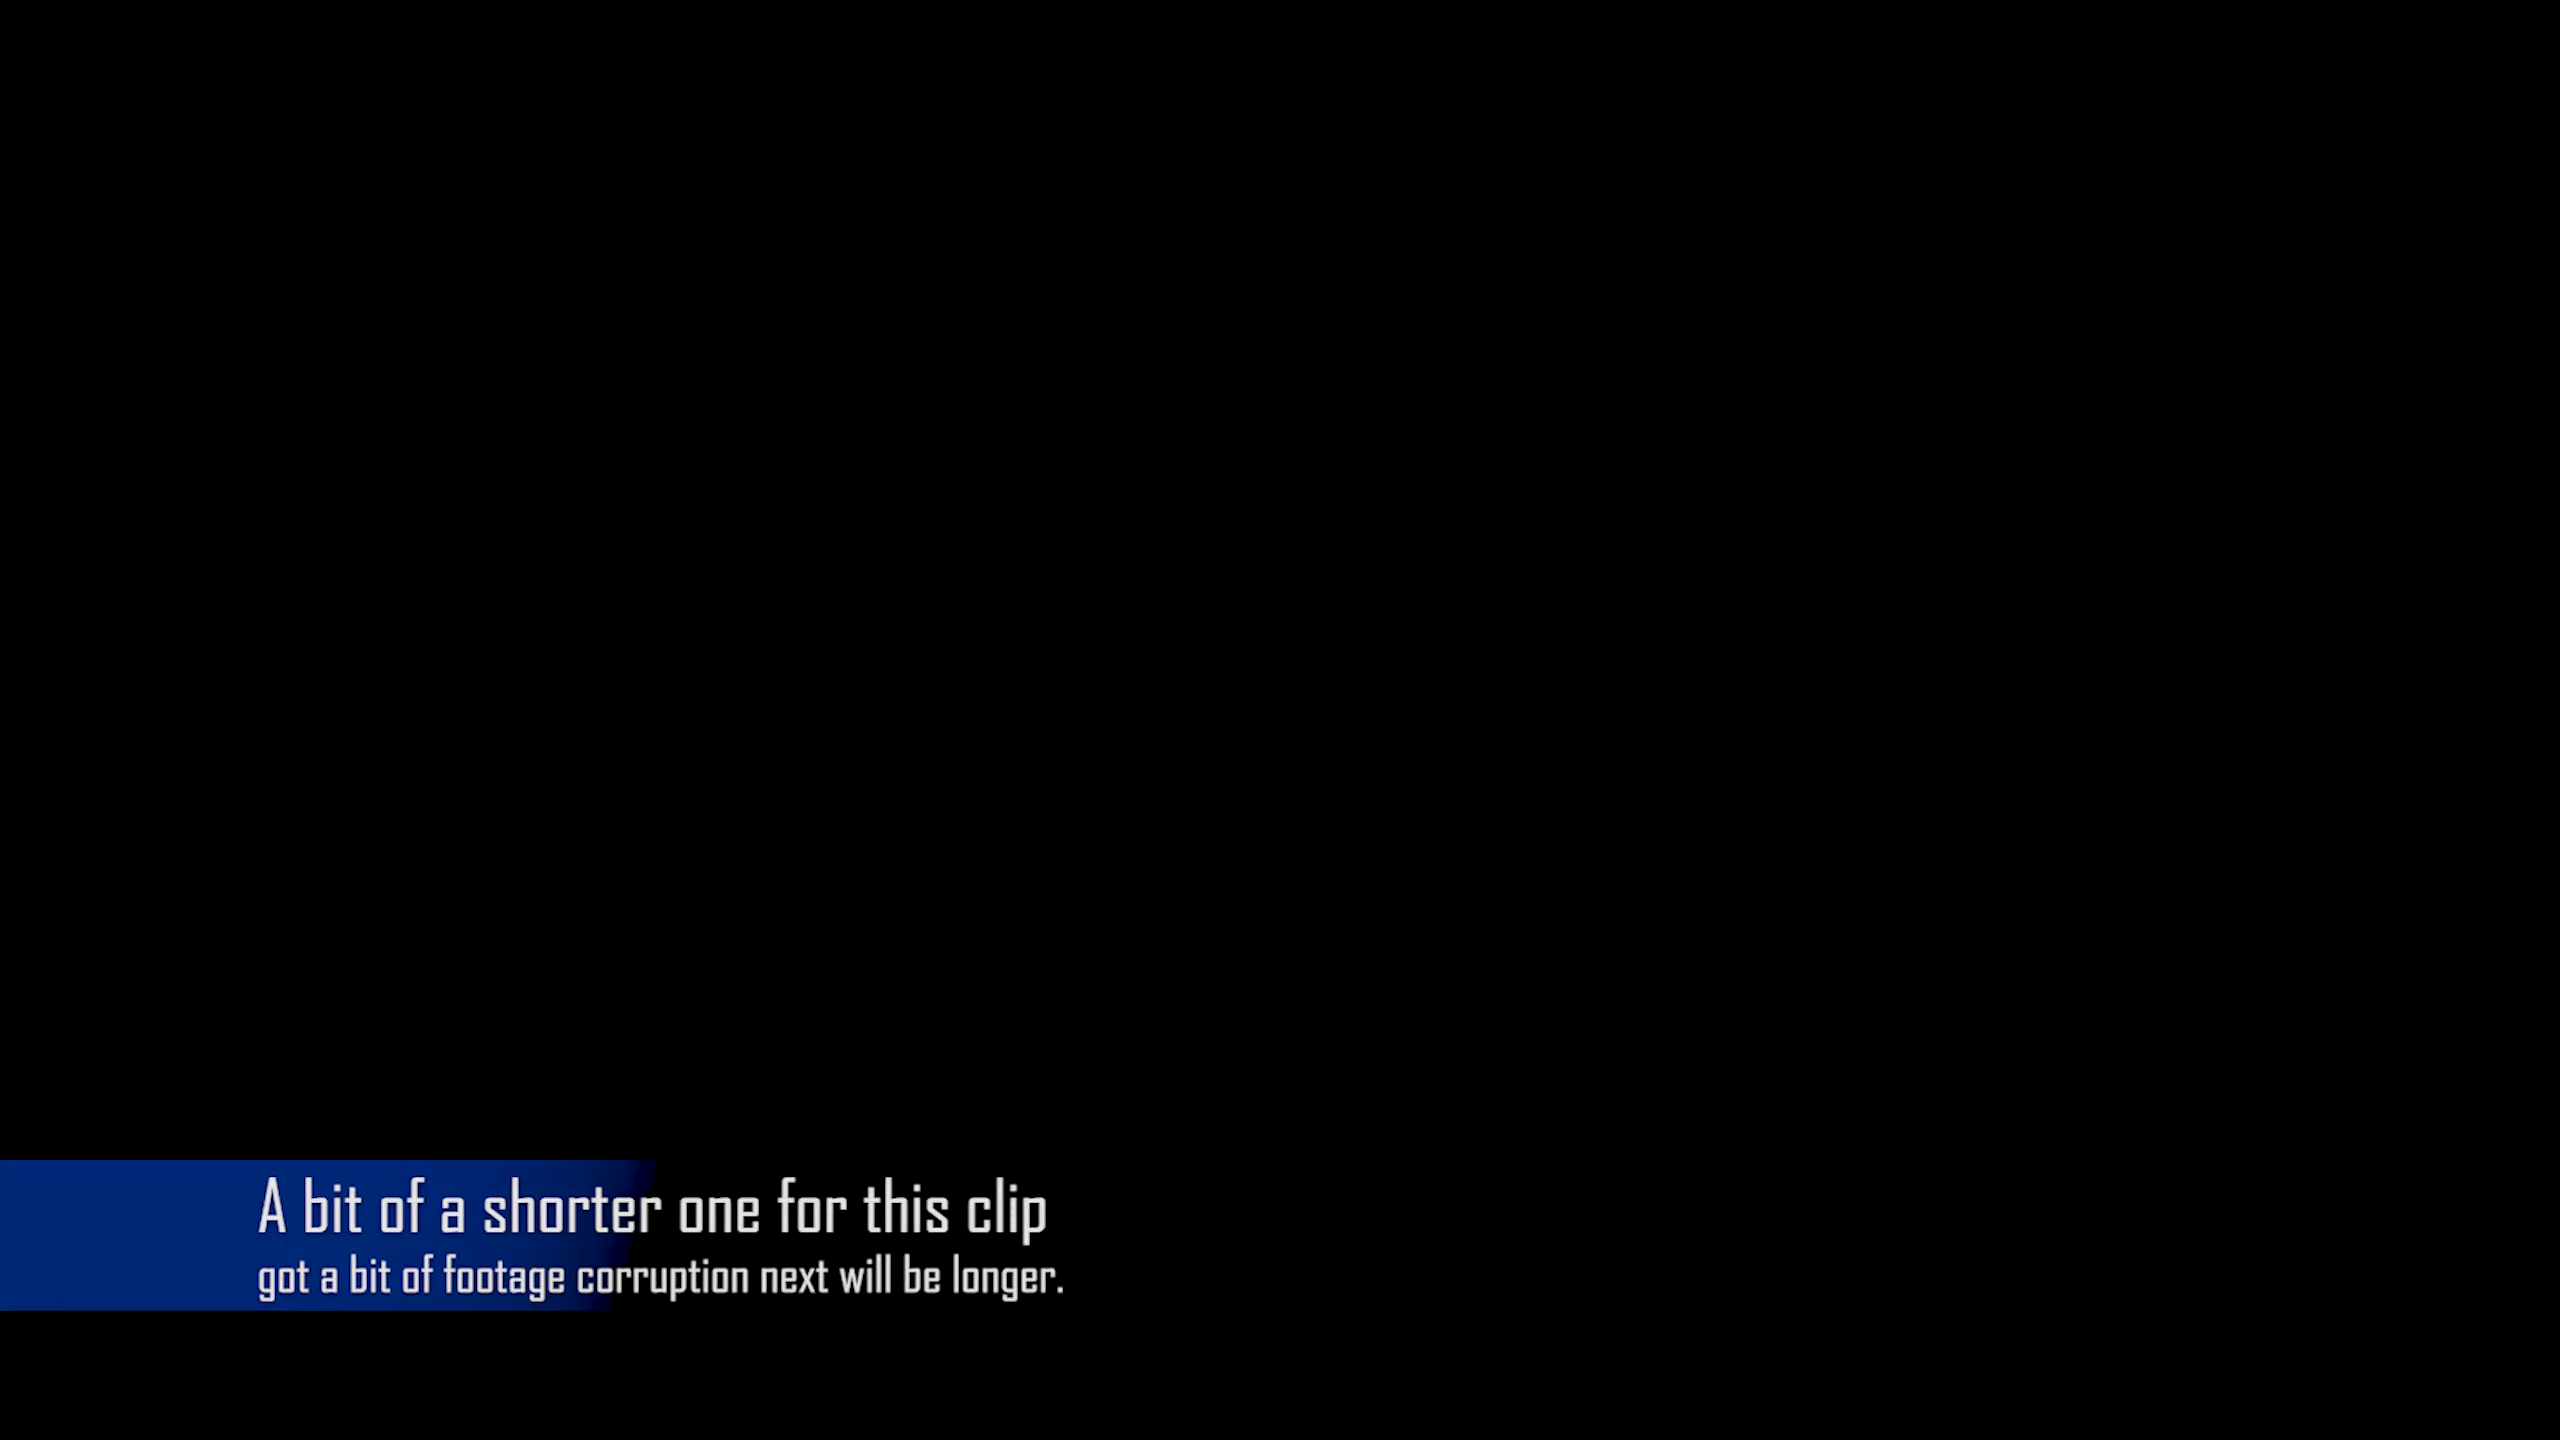 A bit of a shorter one for this clip
got a bit of footage corruption next will be longer.